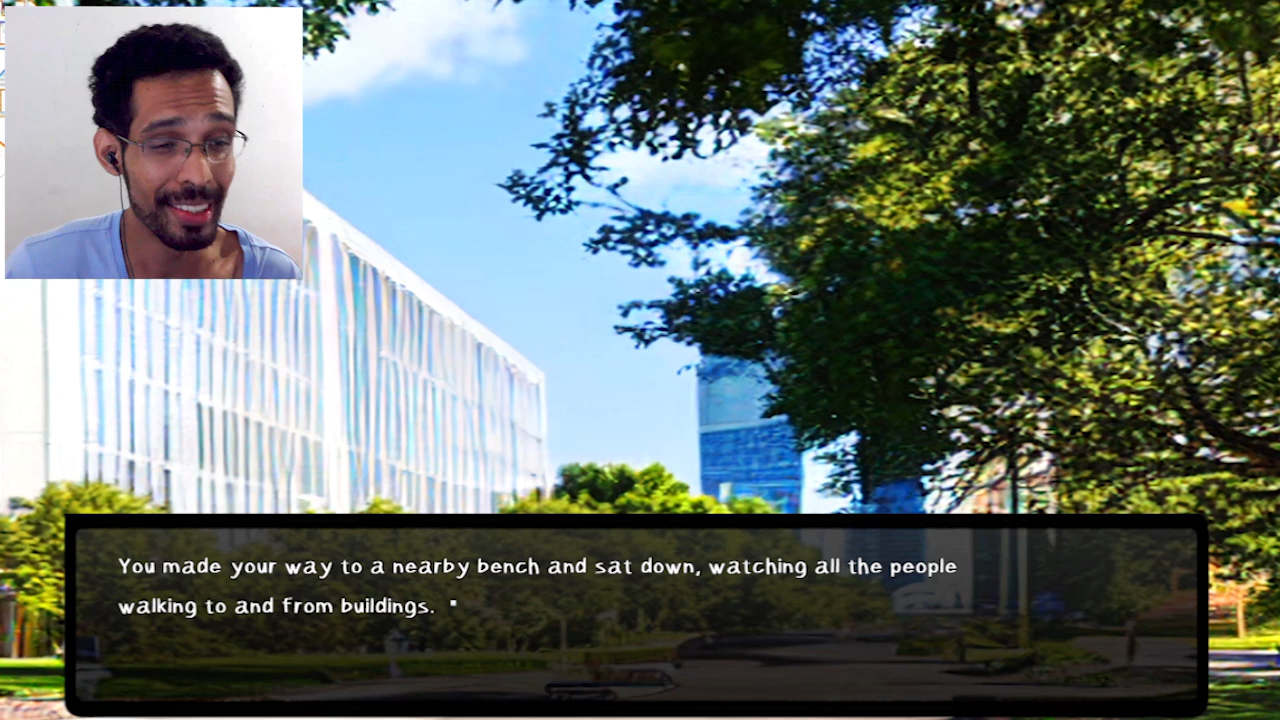 You made your way to a nearby bench and sat down, watching all the people
walking to and from buildings.